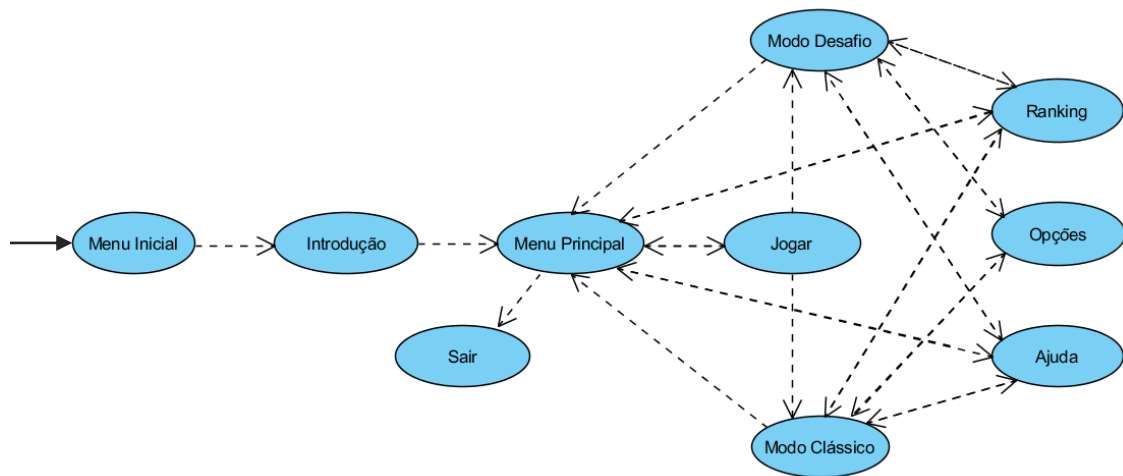 Modo Desafio
Ranking
Menu Inicial
Introdução
Menu Principal
Jogar
Opções
Sair
Ajuda
Modo Clássico